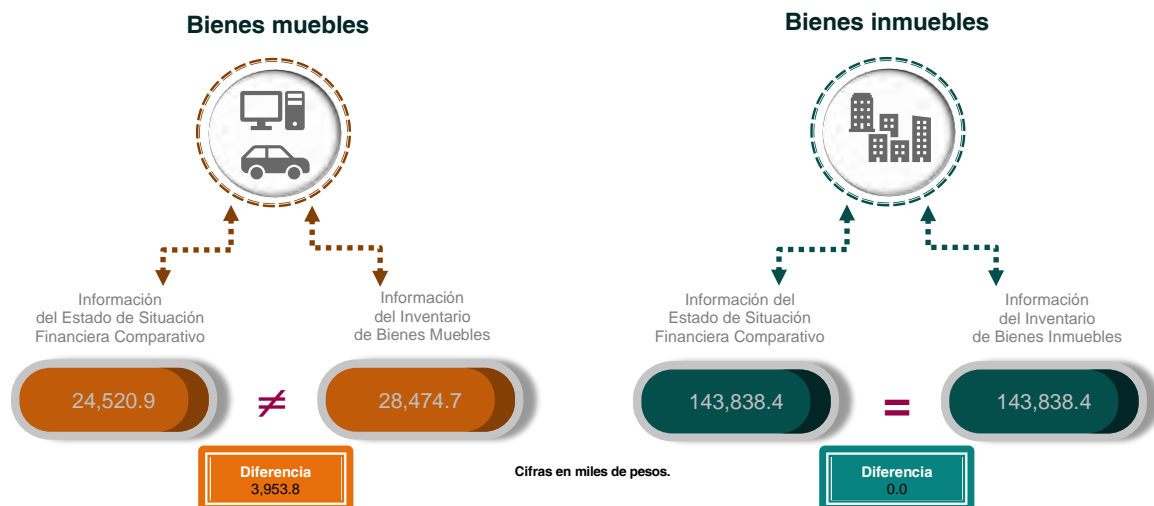 Bienes muebles
Información
del Estado de Situación
Financiera Comparativo
Información
del Inventario
de Bienes Muebles
24,520.9
≠
28,474.7
Diferencia
3,953.8
Cifras en miles de pesos.
Bienes inmuebles
Información del
Estado de Situación
Financiera Comparativo
Información
del Inventario
de Bienes Inmuebles
143,838.4
=
143,838.4
Diferencia
0.0